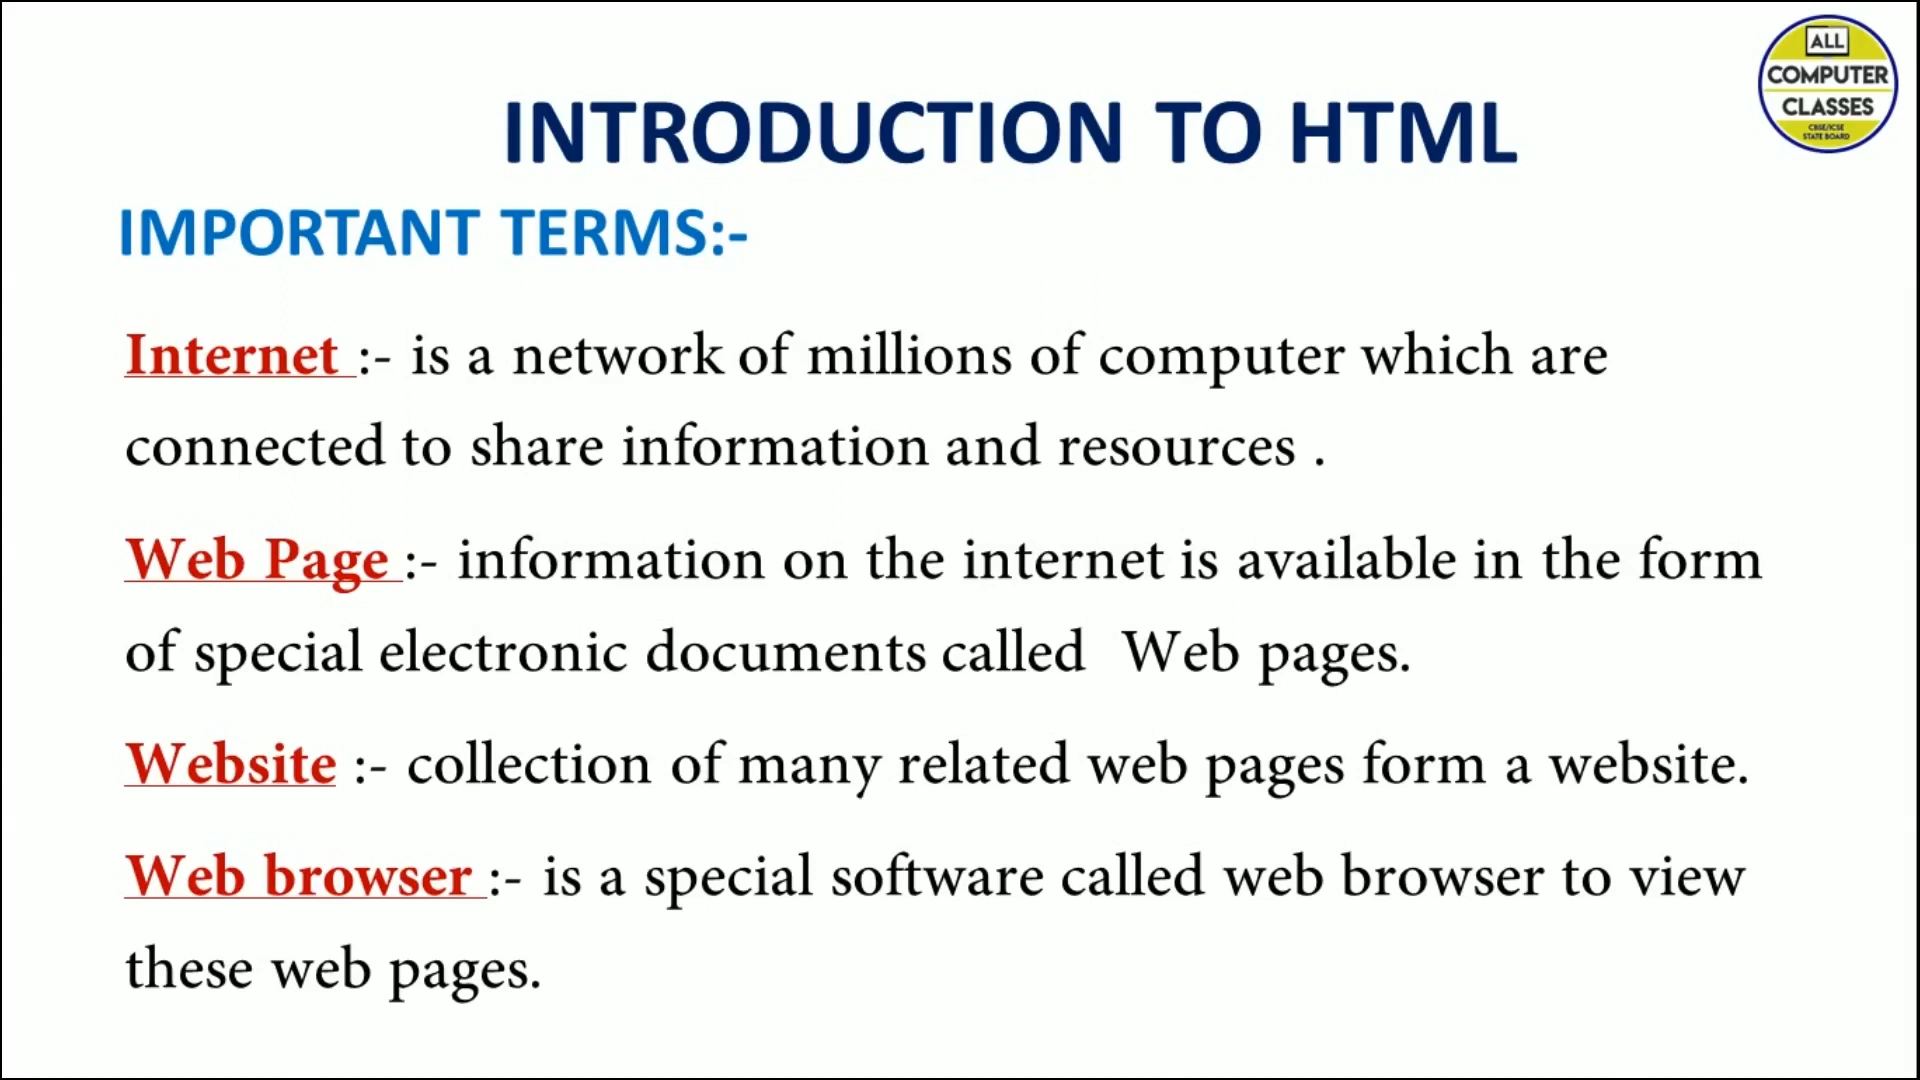 ALL
COMPUTER
CLASSES
CBSE/ICSE
STATE BOARD
INTRODUCTION TO HTML
IMPORTANT TERMS:-
Internet :- is a network of millions of computer which are
connected to share information and resources .
Web Page :- information on the internet is available in the form
of special electronic documents called  Web pages.
Website :- collection of many related web pages form a website.
Web browser :- is a special software called web browser to view
these web pages.